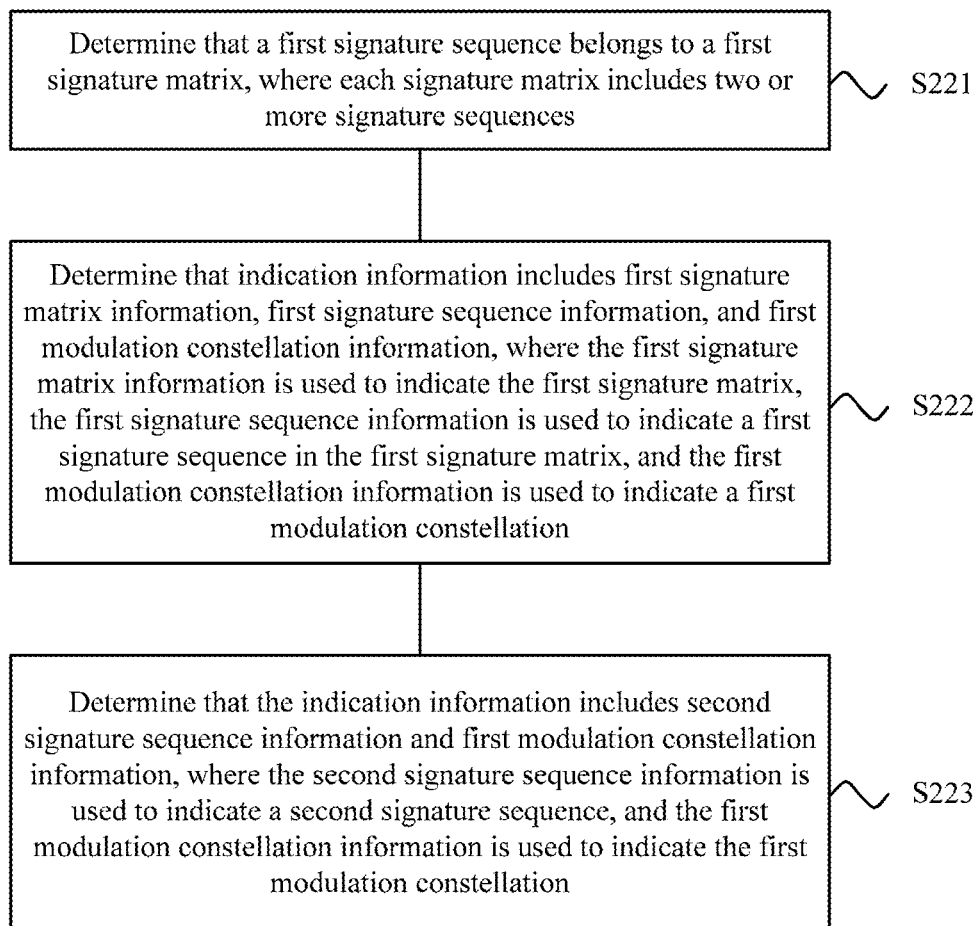 Determine that a first signature sequence belongs to a first
signature matrix, where each signature matrix includes two or
more signature sequences
S221
Determine that indication information includes first signature
matrix information, first signature sequence information, and first
modulation constellation information, where the first signature
matrix information is used to indicate the first signature matrix,
the first signature sequence information is used to indicate a first
signature sequence in the first signature matrix, and the first
modulation constellation information is used to indicate a first
modulation constellation
S222
Determine that the indication information includes second
signature sequence information and first modulation constellation
information, where the second signature sequence information is
used to indicate a second signature sequence, and the first
modulation constellation information is used to indicate the first
modulation constellation
S223